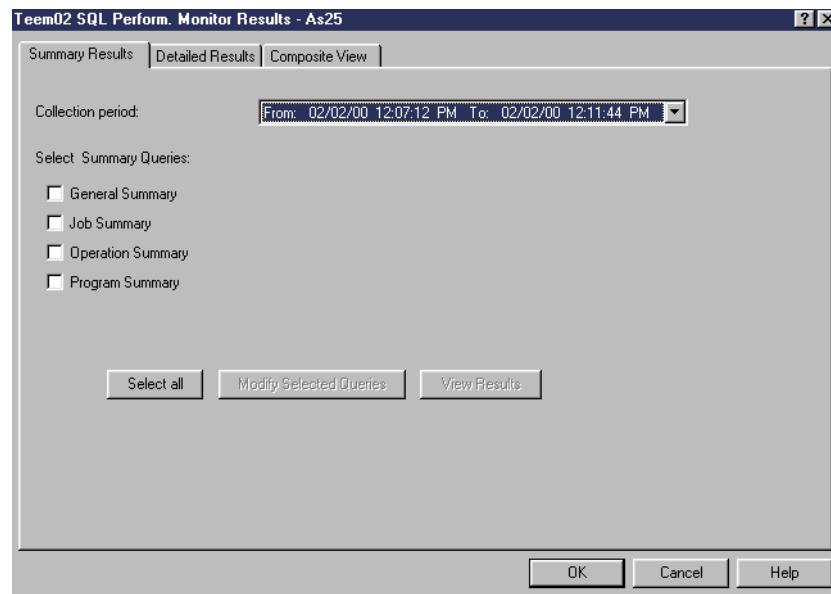 Teem02 SQL Perform. Monitor Results - As25
Summary Results Detailed Results Composite View
Collection period: From: 02/02/00 12:07:12 PM To: 02/02/00 12:11:44 PM
Select Summary Queries:
General Summary
Job Summary
Operation Summary
Program Summary
Select all Modify Selected Queries View Results
OK Cancel Help